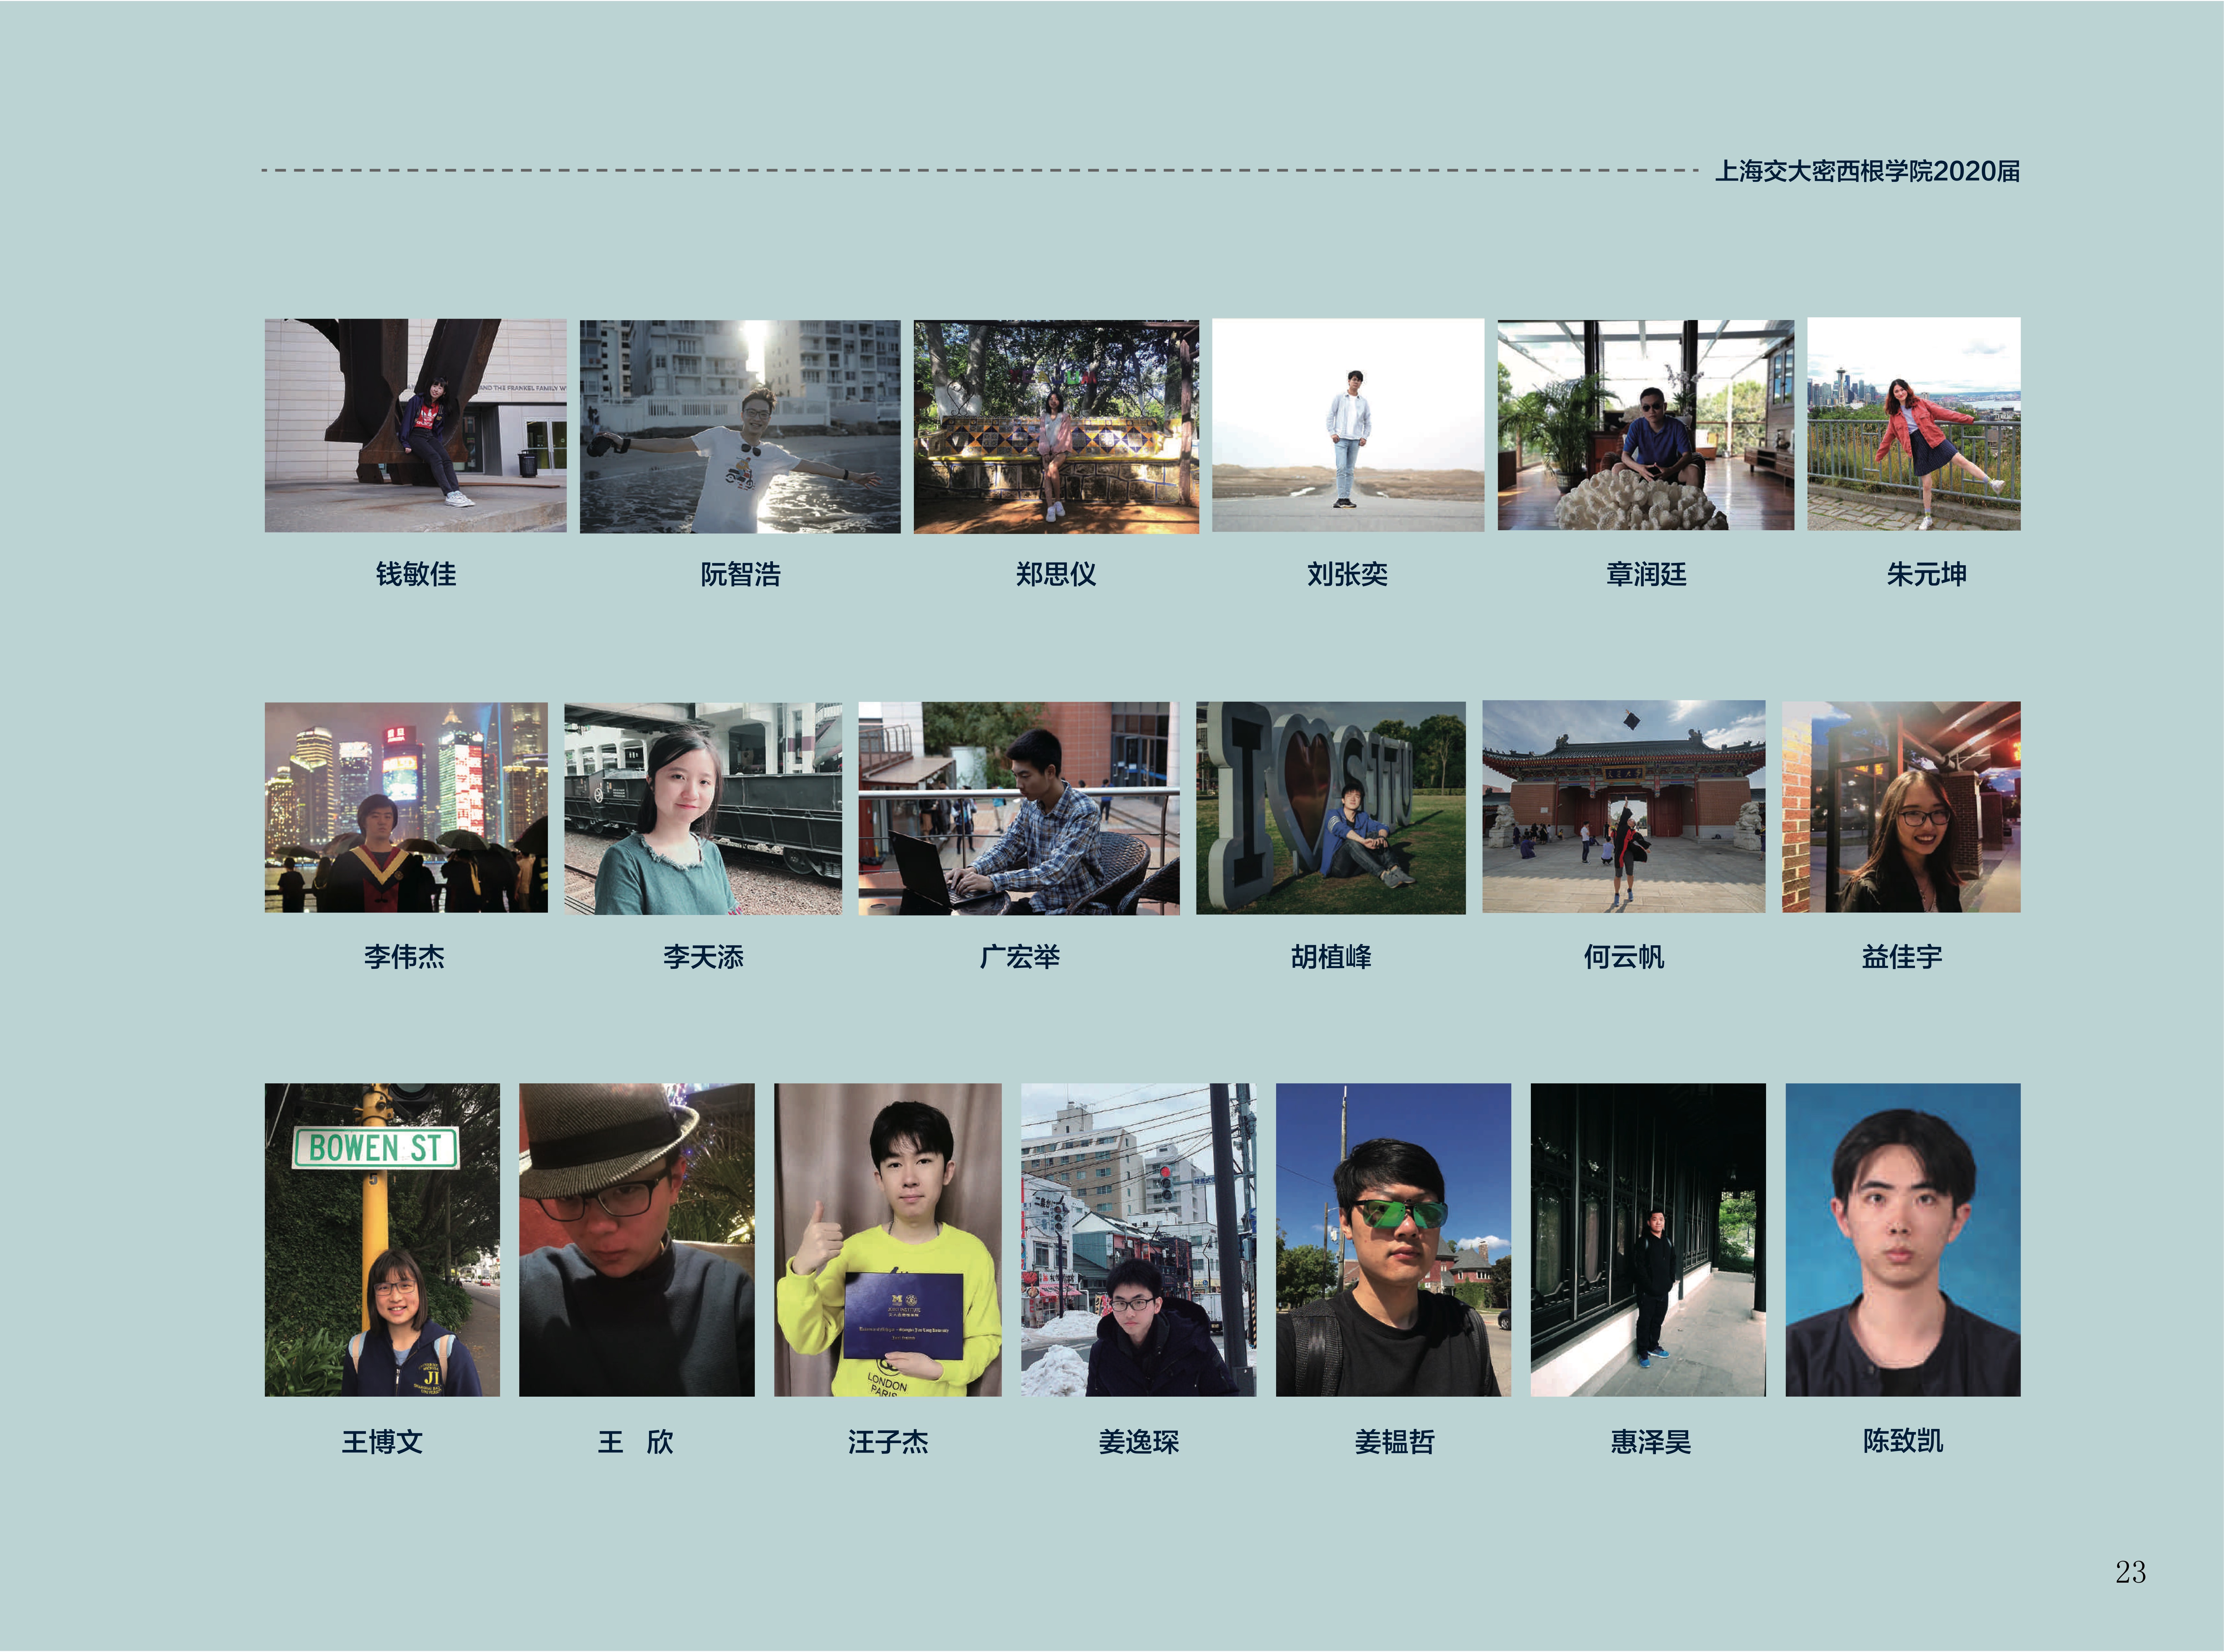 上海交大密西根学院2020届
AND THE FRANKEL FAMILY W
钱敏佳
阮智浩
郑思仪
刘张奕
章润廷
朱元坤
I SJTU
李伟杰
李天添
广宏举
胡植峰
何云帆
益佳宇
BOWEN ST
JI
LONDON
PARIS
王博文
王 欣
汪子杰
姜逸琛
姜韫哲
惠泽昊
陈致凯
23